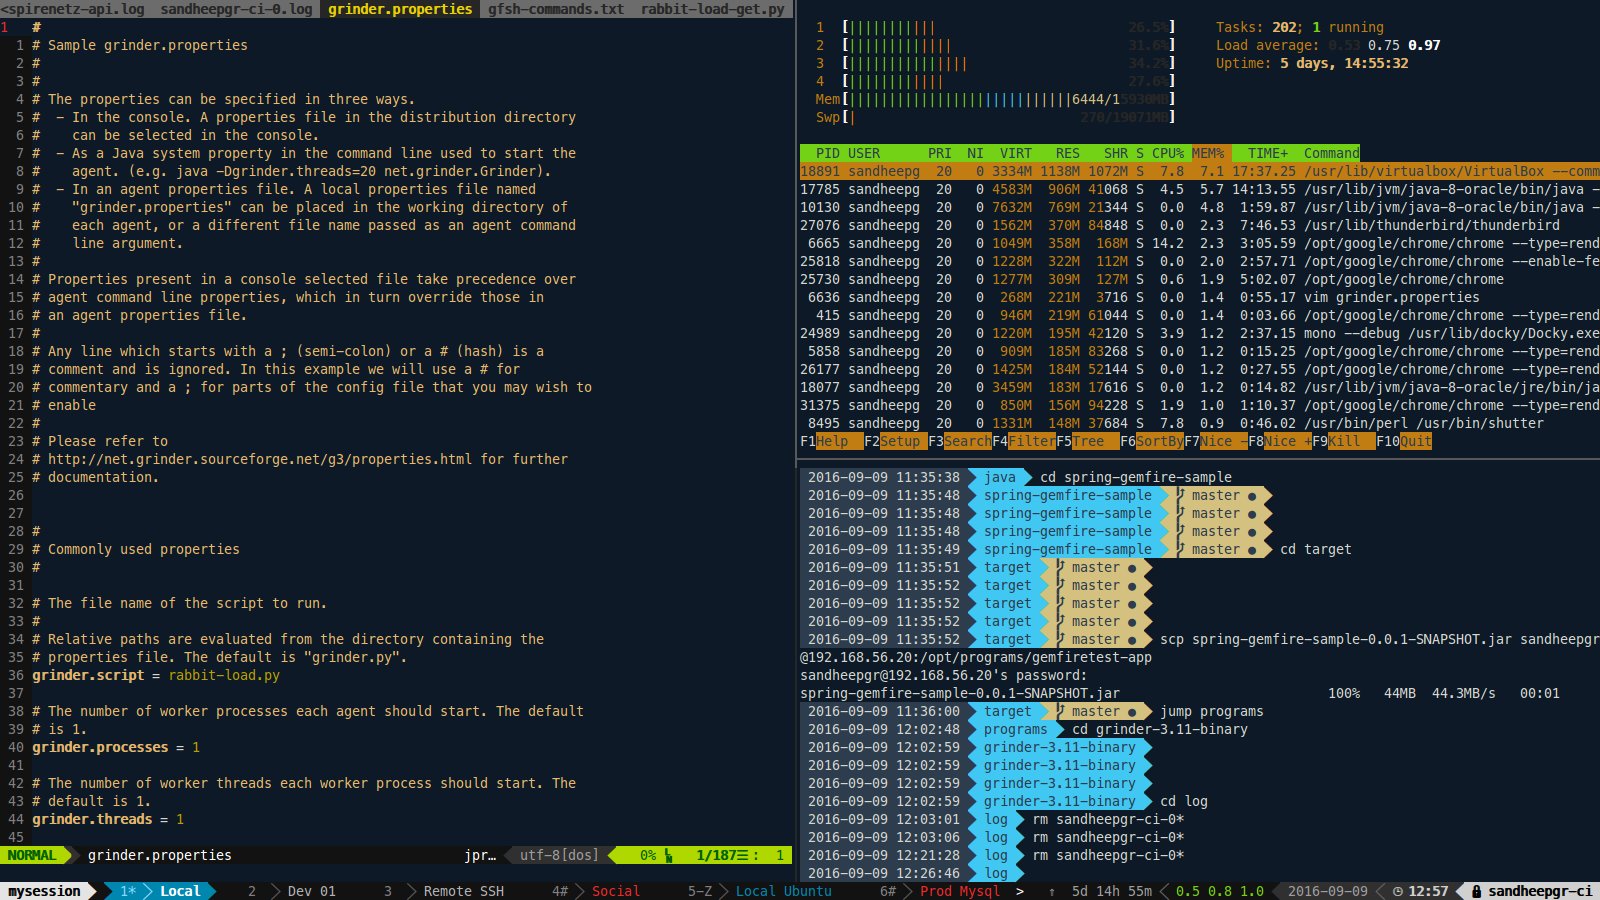 <spirenetz-api.log sandheepgr-ci-0.log grinder.properties gfsh-commands.txt rabbit-load-get.py
1 #
1 # Sample grinder.properties
2 #
3 #
4 # The properties can be specified in three ways.
5 #  - In the console. A properties file in the distribution directory
6 #    can be selected in the console.
7 #  - As a Java system property in the command line used to start the
8 #    agent. (e.g. java -Dgrinder.threads=20 net.grinder.Grinder).
9 #  - In an agent properties file. A local properties file named
10 #    "grinder.properties" can be placed in the working directory of
11 #    each agent, or a different file name passed as an agent command
12 #    line argument.
13 #
14 # Properties present in a console selected file take precedence over
15 # agent command line properties, which in turn override those in
16 # an agent properties file.
17 #
18 # Any line which starts with a ; (semi-colon) or a # (hash) is a
19 # comment and is ignored. In this example we will use a # for
20 # commentary and a ; for parts of the config file that you may wish to
21 # enable
22 #
23 # Please refer to
24 # http://net.grinder.sourceforge.net/g3/properties.html for further
25 # documentation.
26
27
28 #
29 # Commonly used properties
30 #
31
32 # The file name of the script to run.
33 #
34 # Relative paths are evaluated from the directory containing the
35 # properties file. The default is "grinder.py".
36 grinder.script = rabbit-load.py
37
38 # The number of worker processes each agent should start. The default
39 # is 1.
40 grinder.processes = 1
41
42 # The number of worker threads each worker process should start. The
43 # default is 1.
44 grinder.threads = 1
45
NORMAL grinder.properties jpr… utf-8[dos] 0% LN 1/187☰ : 1
1 [||||||||||| 26.5%] Tasks: 202; 1 running
2 [||||||||||||| 31.6%] Load average: 0.53 0.75 0.97
3 [||||||||||||||| 34.2%] Uptime: 5 days, 14:55:32
4 [|||||||||||| 27.6%]
Mem[||||||||||||||||||||||||||||6444/15930MB]
Swp[| 270/19071MB]
PID USER PRI NI VIRT RES SHR S CPU% MEM% TIME+ Command
18891 sandheepg 20 0 3334M 1138M 1072M S 7.8 7.1 17:37.25 /usr/lib/virtualbox/VirtualBox --comm
17785 sandheepg 20 0 4583M 906M 41068 S 4.5 5.7 14:13.55 /usr/lib/jvm/java-8-oracle/bin/java -
10130 sandheepg 20 0 7632M 769M 21344 S 0.0 4.8 1:59.87 /usr/lib/jvm/java-8-oracle/bin/java -
27076 sandheepg 20 0 1562M 370M 84848 S 0.0 2.3 7:46.53 /usr/lib/thunderbird/thunderbird
6665 sandheepg 20 0 1049M 358M 168M S 14.2 2.3 3:05.59 /opt/google/chrome/chrome --type=rend
25818 sandheepg 20 0 1228M 322M 112M S 0.0 2.0 2:57.71 /opt/google/chrome/chrome --enable-fe
25730 sandheepg 20 0 1277M 309M 127M S 0.6 1.9 5:02.07 /opt/google/chrome/chrome
6636 sandheepg 20 0 268M 221M 3716 S 0.0 1.4 0:55.17 vim grinder.properties
415 sandheepg 20 0 946M 219M 61044 S 0.0 1.4 0:03.66 /opt/google/chrome/chrome --type=rend
24989 sandheepg 20 0 1220M 195M 42120 S 3.9 1.2 2:37.15 mono --debug /usr/lib/docky/Docky.exe
5858 sandheepg 20 0 909M 185M 83268 S 0.0 1.2 0:15.25 /opt/google/chrome/chrome --type=rend
26177 sandheepg 20 0 1425M 184M 52144 S 0.0 1.2 0:27.55 /opt/google/chrome/chrome --type=rend
18077 sandheepg 20 0 3459M 183M 17616 S 0.0 1.2 0:14.82 /usr/lib/jvm/java-8-oracle/jre/bin/ja
31375 sandheepg 20 0 850M 156M 94228 S 1.9 1.0 1:10.37 /opt/google/chrome/chrome --type=rend
8495 sandheepg 20 0 1331M 148M 37684 S 7.8 0.9 0:46.02 /usr/bin/perl /usr/bin/shutter
F1Help F2Setup F3SearchF4FilterF5Tree F6SortByF7Nice -F8Nice +F9Kill F10Quit
2016-09-09 11:35:38 java cd spring-gemfire-sample
2016-09-09 11:35:48 spring-gemfire-sample master ●
2016-09-09 11:35:48 spring-gemfire-sample master ●
2016-09-09 11:35:48 spring-gemfire-sample master ●
2016-09-09 11:35:49 spring-gemfire-sample master ● cd target
2016-09-09 11:35:51 target master ●
2016-09-09 11:35:52 target master ●
2016-09-09 11:35:52 target master ●
2016-09-09 11:35:52 target master ●
2016-09-09 11:35:52 target master ● scp spring-gemfire-sample-0.0.1-SNAPSHOT.jar sandheepgr
@192.168.56.20:/opt/programs/gemfiretest-app
sandheepgr@192.168.56.20's password:
spring-gemfire-sample-0.0.1-SNAPSHOT.jar 100% 44MB 44.3MB/s 00:01
2016-09-09 11:36:00 target master ● jump programs
2016-09-09 12:02:48 programs cd grinder-3.11-binary
2016-09-09 12:02:59 grinder-3.11-binary
2016-09-09 12:02:59 grinder-3.11-binary
2016-09-09 12:02:59 grinder-3.11-binary
2016-09-09 12:02:59 grinder-3.11-binary cd log
2016-09-09 12:03:01 log rm sandheepgr-ci-0*
2016-09-09 12:03:06 log rm sandheepgr-ci-0*
2016-09-09 12:21:28 log rm sandheepgr-ci-0*
2016-09-09 12:26:46 log
mysession 1* Local 2 Dev 01 3 Remote SSH 4# Social 5-Z Local Ubuntu 6# Prod Mysql > ↑ 5d 14h 55m 0.5 0.8 1.0 2016-09-09 12:57 sandheepgr-ci